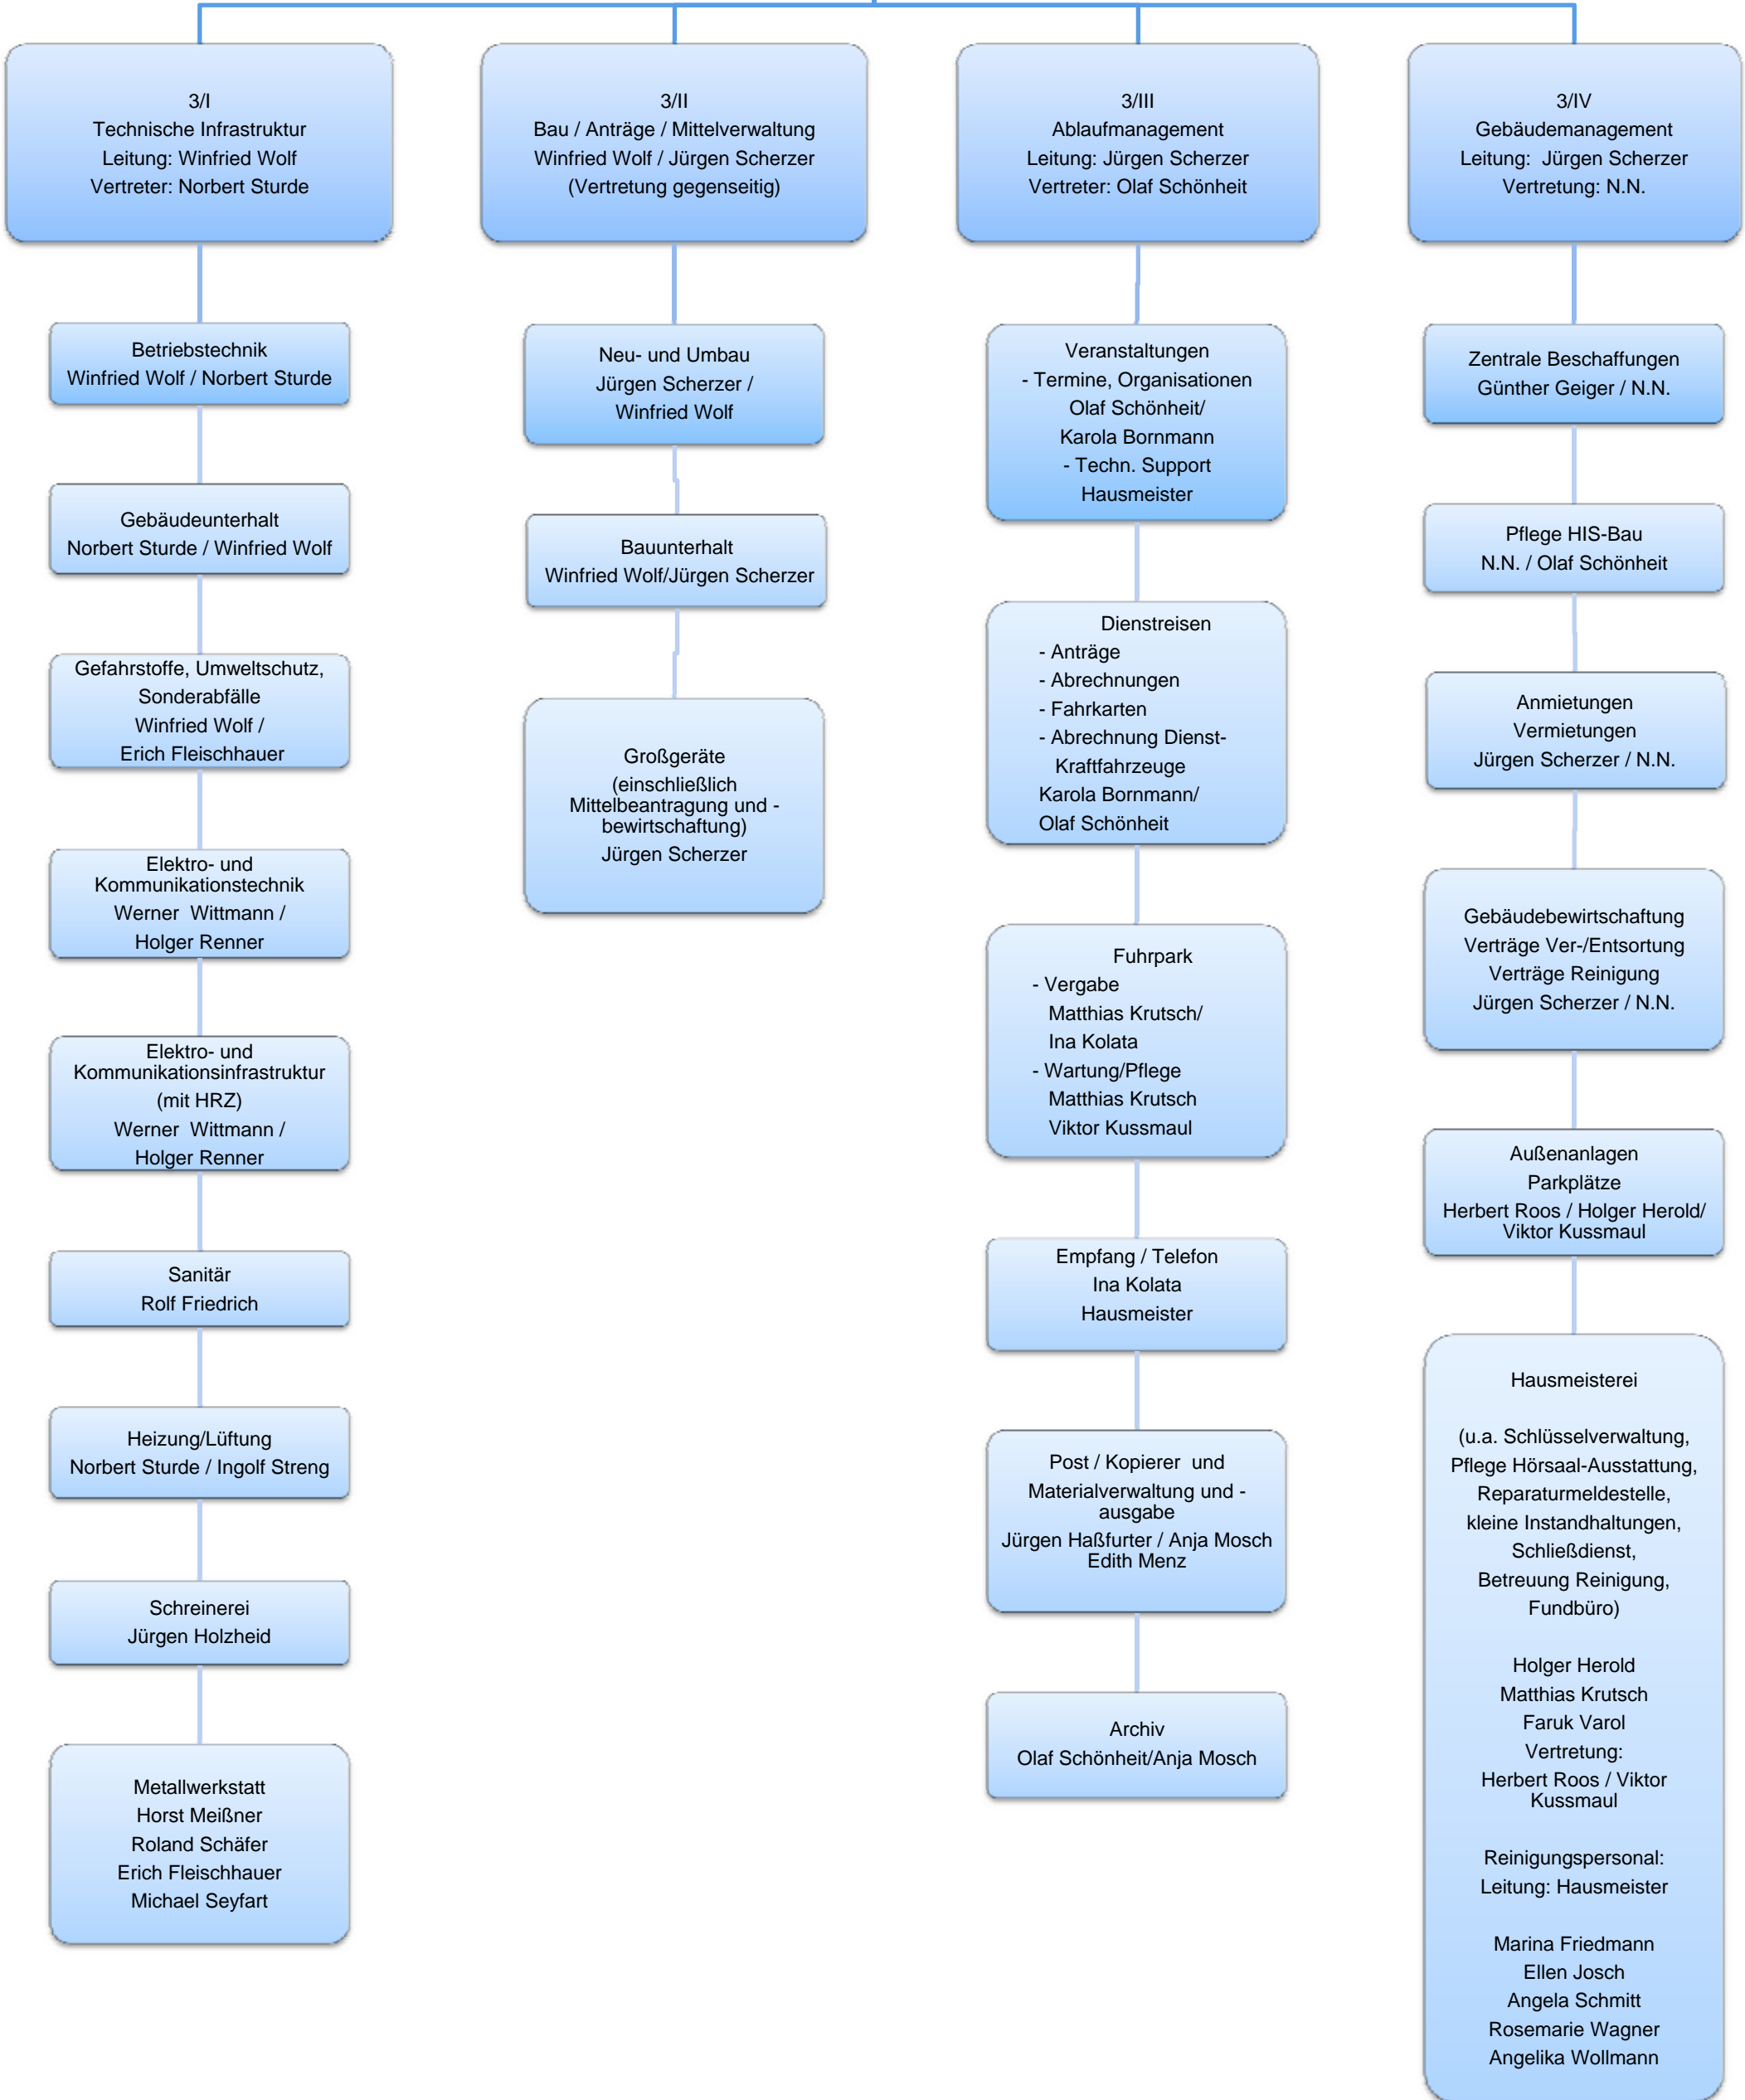 3/I
Technische Infrastruktur
Leitung: Winfried Wolf
Vertreter: Norbert Sturde
Betriebstechnik
Winfried Wolf / Norbert Sturde
Gebäudeunterhalt
Norbert Sturde / Winfried Wolf
Gefahrstoffe, Umweltschutz,
Sonderabfälle
Winfried Wolf /
Erich Fleischhauer
Elektro- und
Kommunikationstechnik
Werner  Wittmann /
Holger Renner
Elektro- und
Kommunikationsinfrastruktur
(mit HRZ)
Werner  Wittmann /
Holger Renner
Sanitär
Rolf Friedrich
Heizung/Lüftung
Norbert Sturde / Ingolf Streng
Schreinerei
Jürgen Holzheid
Metallwerkstatt
Horst Meißner
Roland Schäfer
Erich Fleischhauer
Michael Seyfart
3/II
Bau / Anträge / Mittelverwaltung
Winfried Wolf / Jürgen Scherzer
(Vertretung gegenseitig)
Neu- und Umbau
Jürgen Scherzer /
Winfried Wolf
Bauunterhalt
Winfried Wolf/Jürgen Scherzer
Großgeräte
(einschließlich
Mittelbeantragung und -
bewirtschaftung)
Jürgen Scherzer
3/III
Ablaufmanagement
Leitung: Jürgen Scherzer
Vertreter: Olaf Schönheit
Veranstaltungen
- Termine, Organisationen
Olaf Schönheit/
Karola Bornmann
- Techn. Support
Hausmeister
Dienstreisen
- Anträge
- Abrechnungen
- Fahrkarten
- Abrechnung Dienst-
Kraftfahrzeuge
Karola Bornmann/
Olaf Schönheit
Fuhrpark
- Vergabe
Matthias Krutsch/
Ina Kolata
- Wartung/Pflege
Matthias Krutsch
Viktor Kussmaul
Empfang / Telefon
Ina Kolata
Hausmeister
Post / Kopierer  und
Materialverwaltung und -
ausgabe
Jürgen Haßfurter / Anja Mosch
Edith Menz
Archiv
Olaf Schönheit/Anja Mosch
3/IV
Gebäudemanagement
Leitung:  Jürgen Scherzer
Vertretung: N.N.
Zentrale Beschaffungen
Günther Geiger / N.N.
Pflege HIS-Bau
N.N. / Olaf Schönheit
Anmietungen
Vermietungen
Jürgen Scherzer / N.N.
Gebäudebewirtschaftung
Verträge Ver-/Entsortung
Verträge Reinigung
Jürgen Scherzer / N.N.
Außenanlagen
Parkplätze
Herbert Roos / Holger Herold/
Viktor Kussmaul
Hausmeisterei
(u.a. Schlüsselverwaltung,
Pflege Hörsaal-Ausstattung,
Reparaturmeldestelle,
kleine Instandhaltungen,
Schließdienst,
Betreuung Reinigung,
Fundbüro)
Holger Herold
Matthias Krutsch
Faruk Varol
Vertretung:
Herbert Roos / Viktor
Kussmaul
Reinigungspersonal:
Leitung: Hausmeister
Marina Friedmann
Ellen Josch
Angela Schmitt
Rosemarie Wagner
Angelika Wollmann